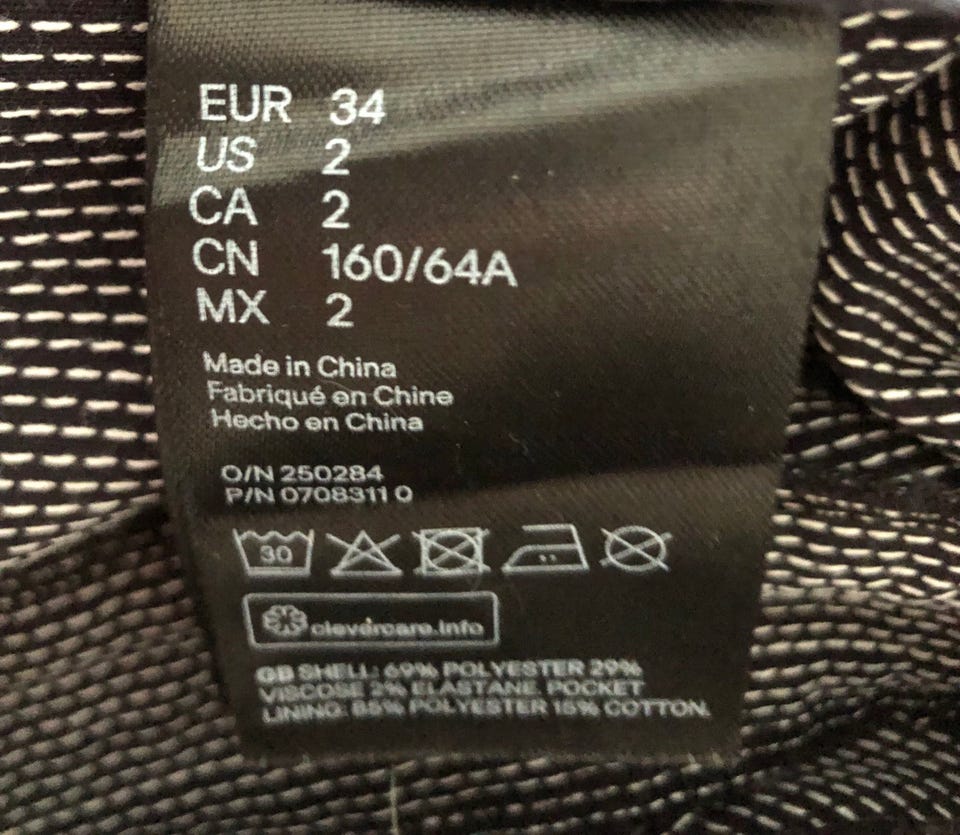 EUR 34
US 2
CA 2
CN 160/64A
MX 2
Made in China
Fabriqué en Chine
Hecho en China
O/N 250284
P/N 0708311 0
30
clevercare.info
GB SHELL: 69% POLYESTER 29%
VISCOSE 2% ELASTANE. POCKET
LINING: 85% POLYESTER 15% COTTON.